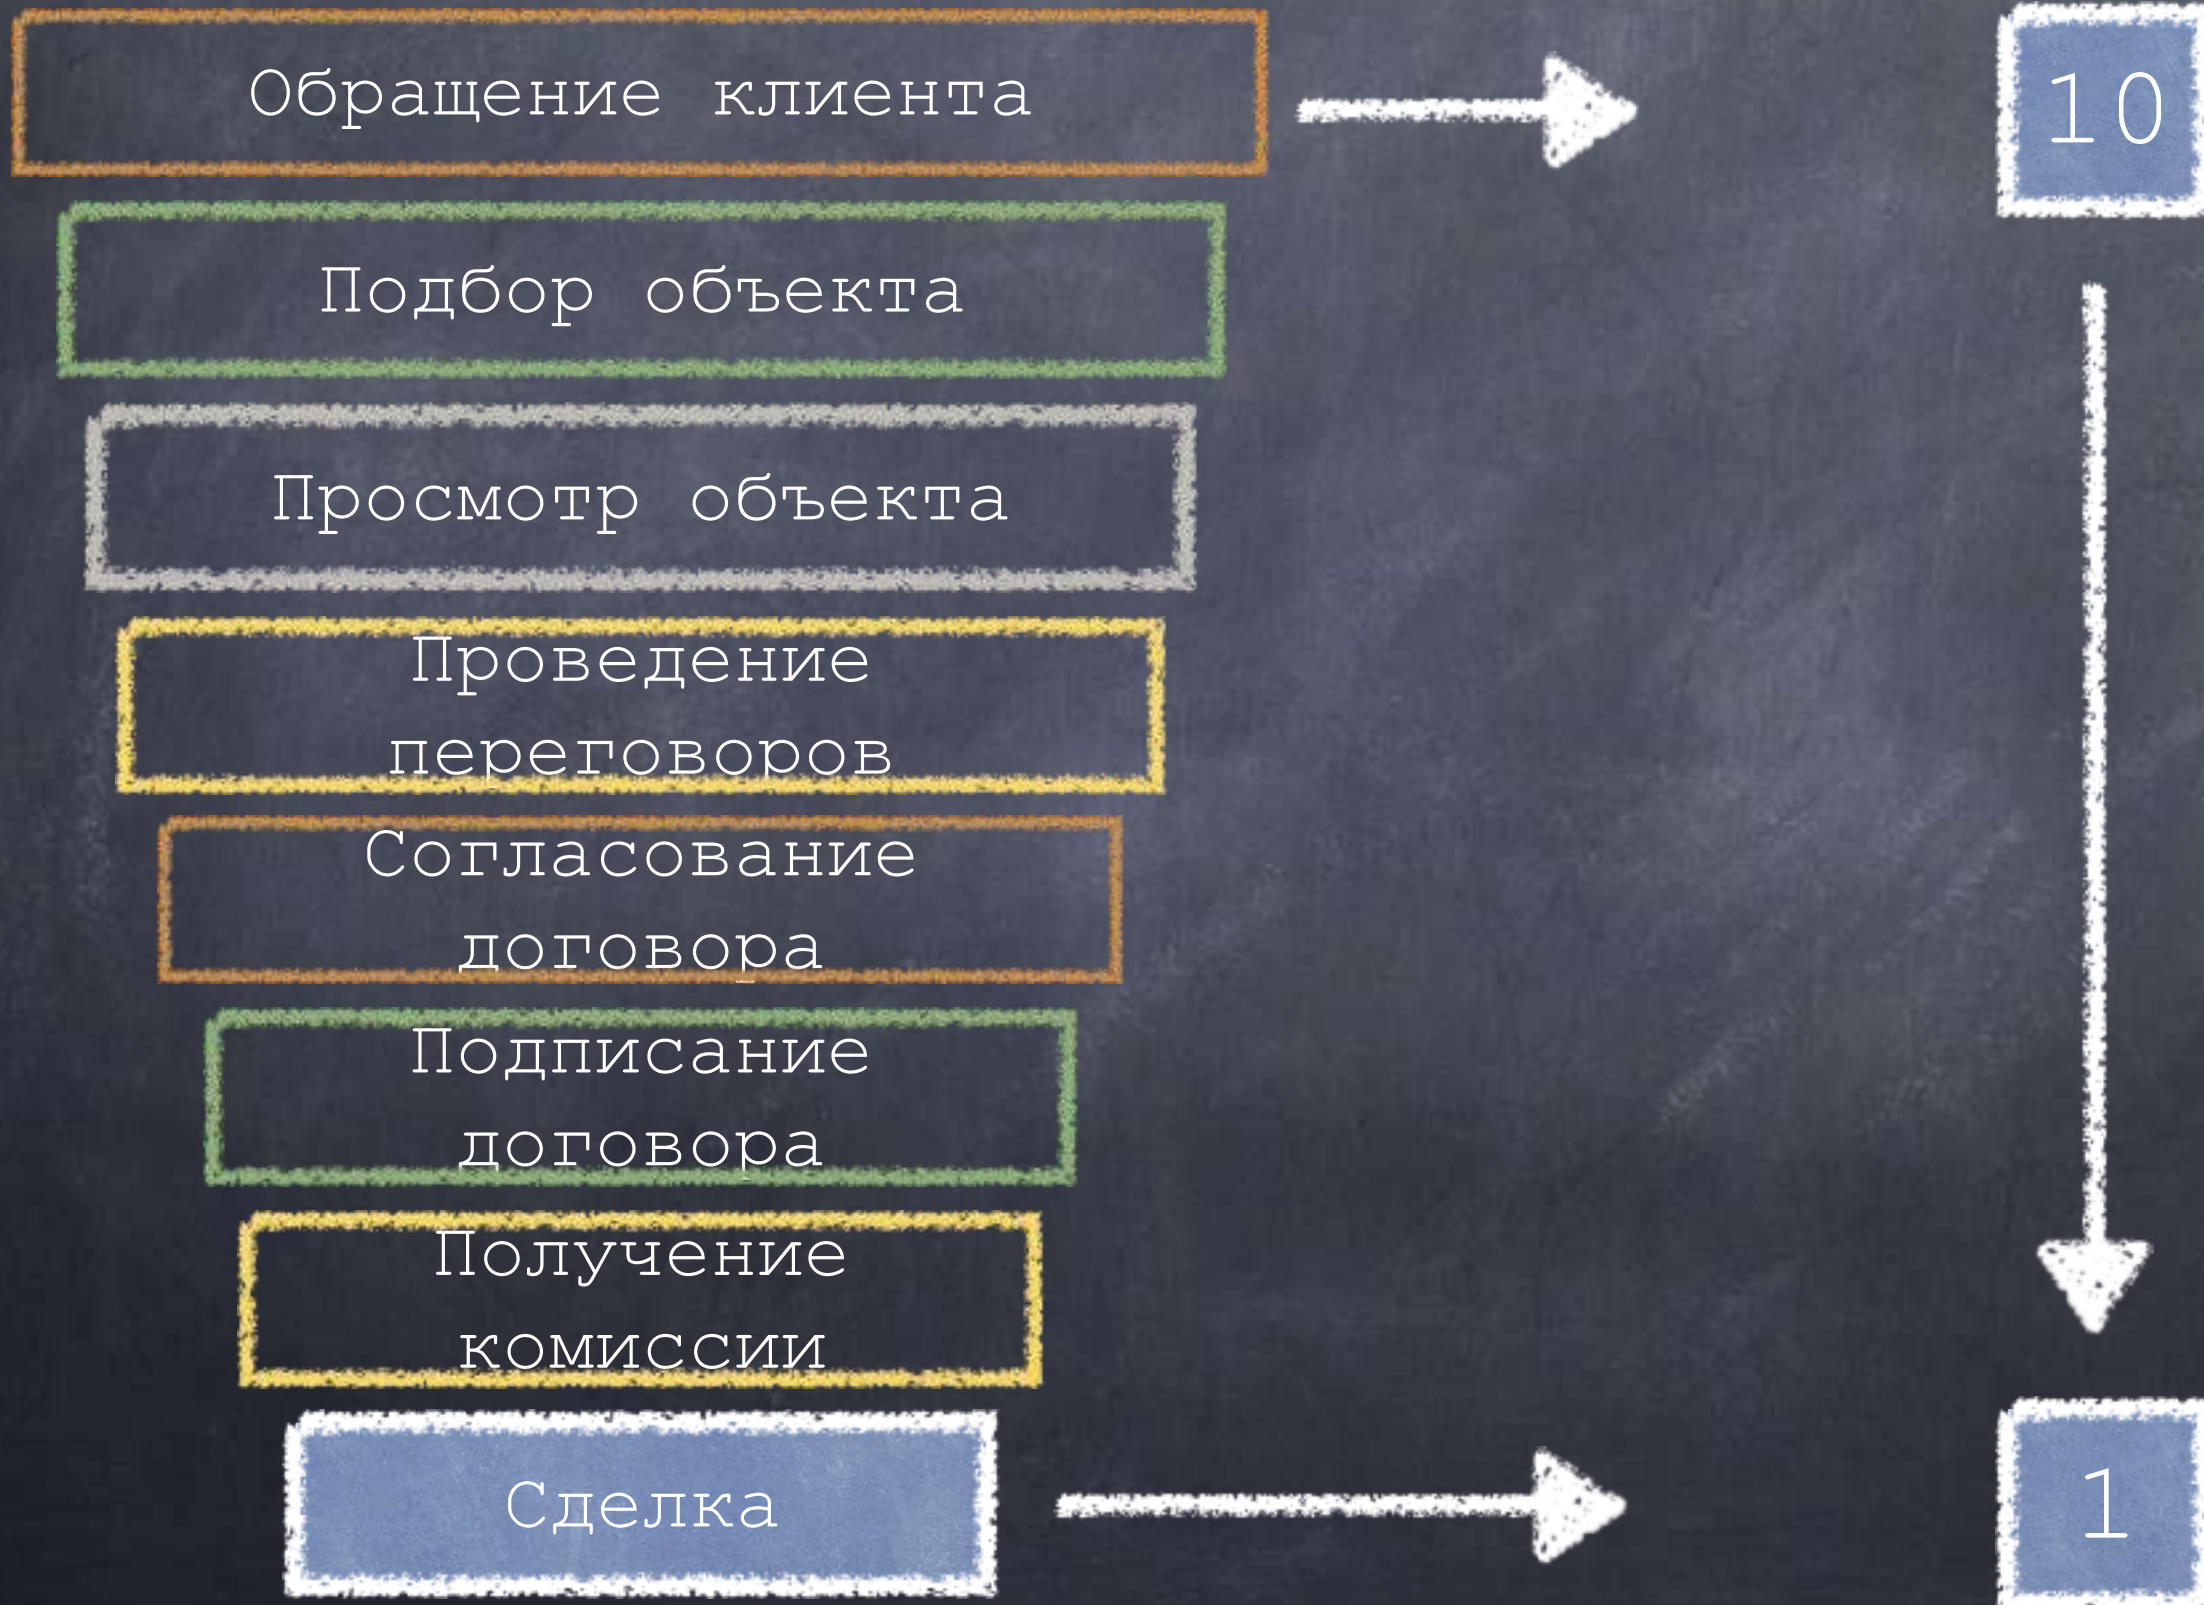 Обращение клиента
10
Подбор объекта
Просмотр объекта
Проведение
переговоров
Согласование
договора
Подписание
договора
Получение
комиссии
Сделка
1